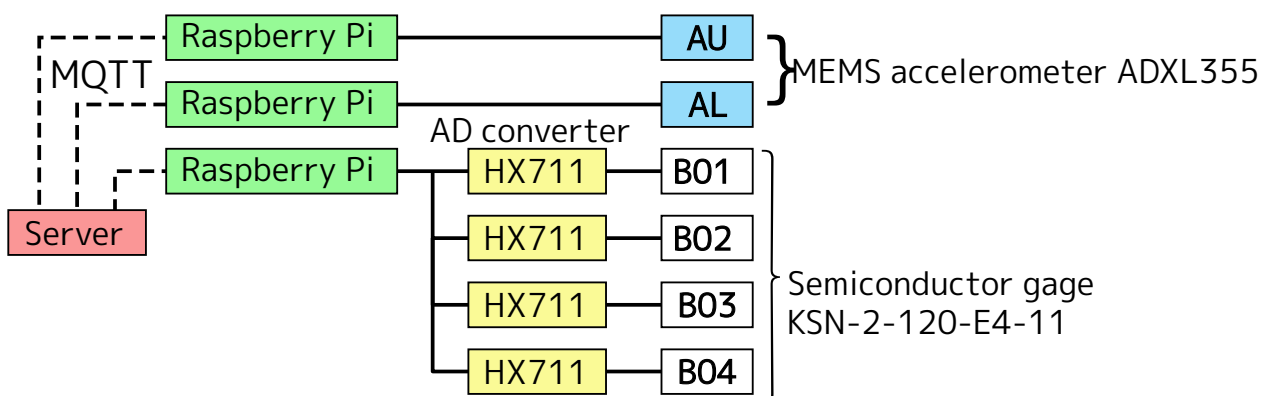 Raspberry Pi AU
MQTT
MEMS accelerometer ADXL355
Raspberry Pi AL
AD converter
Raspberry Pi HX711 B01
Server
HX711 B02
HX711 B03
Semiconductor gage
KSN-2-120-E4-11
HX711 B04